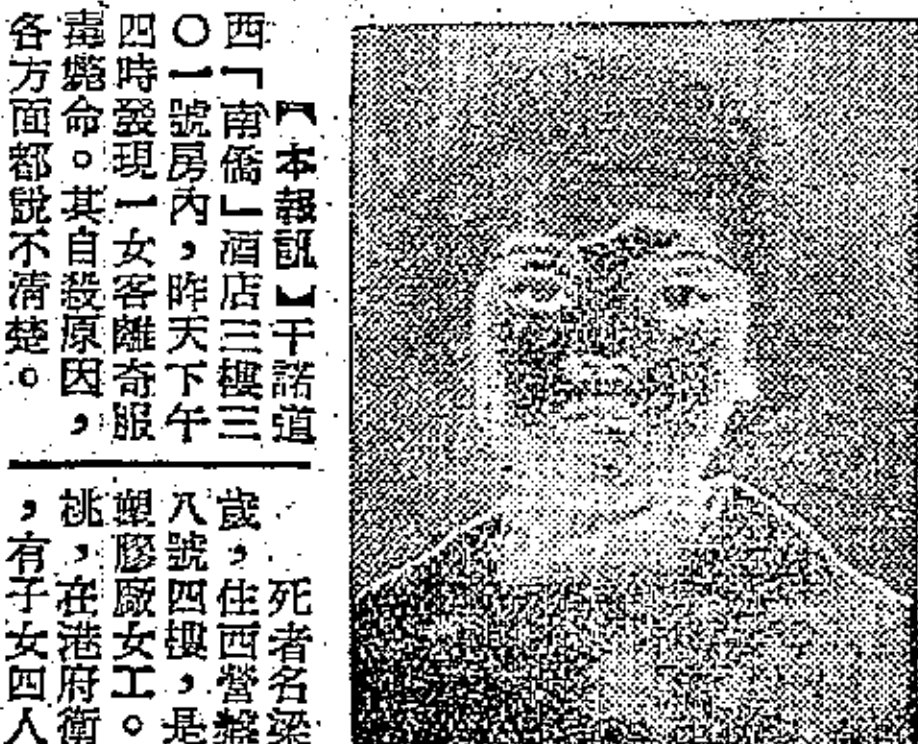 【本報訊】干諾道
西「南僑」酒店三樓三
〇一號房內，昨天下午
四時發現一女客離奇服
毒斃命。其自殺原因，
各方面都說不清楚。
死者名梁
歲，住西營盤
八號四樓，是
塑膠廠女工。
桃，在港府衛
，有子女四人